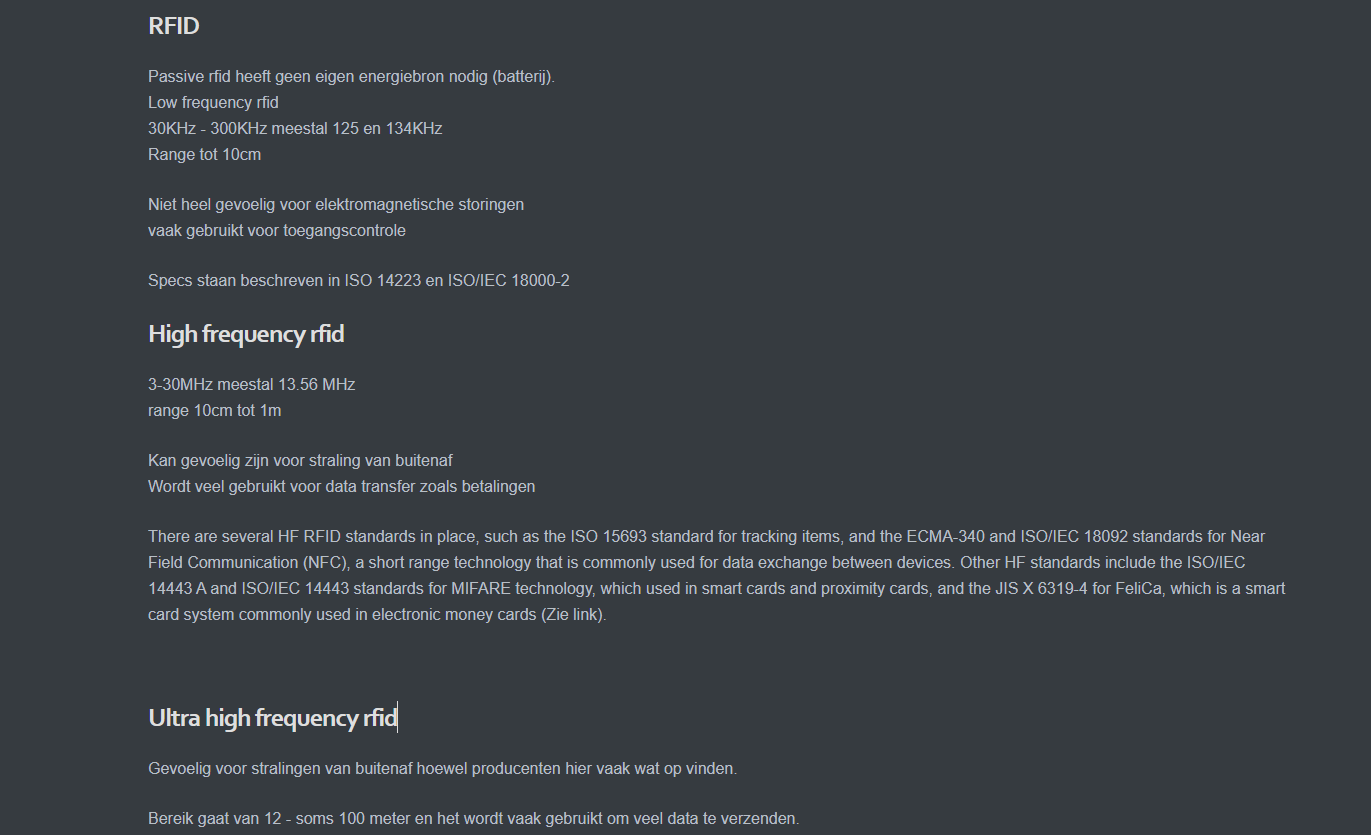 RFID
Passive rfid heeft geen eigen energiebron nodig (batterij).
Low frequency rfid
30KHz - 300KHz meestal 125 en 134KHz
Range tot 10cm
Niet heel gevoelig voor elektromagnetische storingen
vaak gebruikt voor toegangscontrole
Specs staan beschreven in ISO 14223 en ISO/IEC 18000-2
High frequency rfid
3-30MHz meestal 13.56 MHz
range 10cm tot 1m
Kan gevoelig zijn voor straling van buitenaf
Wordt veel gebruikt voor data transfer zoals betalingen
There are several HF RFID standards in place, such as the ISO 15693 standard for tracking items, and the ECMA-340 and ISO/IEC 18092 standards for Near
Field Communication (NFC), a short range technology that is commonly used for data exchange between devices. Other HF standards include the ISO/IEC
14443 A and ISO/IEC 14443 standards for MIFARE technology, which used in smart cards and proximity cards, and the JIS X 6319-4 for FeliCa, which is a smart
card system commonly used in electronic money cards (Zie link).
Ultra high frequency rfid
Gevoelig voor stralingen van buitenaf hoewel producenten hier vaak wat op vinden.
Bereik gaat van 12 - soms 100 meter en het wordt vaak gebruikt om veel data te verzenden.